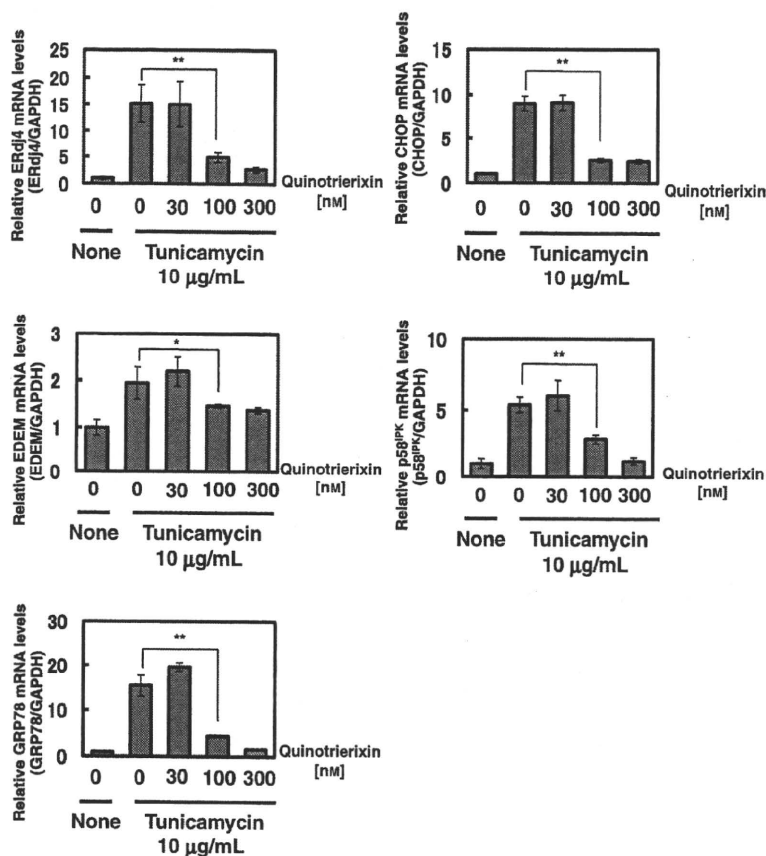 Relative ERdj4 mRNA levels
(ERdj4/GAPDH)
25
20
15
10
5
0
**
0 0 30 100 300
Quinotrierixin
[nM]
None Tunicamycin
10 μg/mL
Relative CHOP mRNA levels
(CHOP/GAPDH)
15
10
5
0
**
0 0 30 100 300
Quinotrierixin
[nM]
None Tunicamycin
10 μg/mL
Relative EDEM mRNA levels
(EDEM/GAPDH)
3
2
1
0
*
0 0 30 100 300
Quinotrierixin
[nM]
None Tunicamycin
10 μg/mL
Relative p58IPK mRNA levels
(p58IPK/GAPDH)
10
5
0
**
0 0 30 100 300
Quinotrierixin
[nM]
None Tunicamycin
10 μg/mL
Relative GRP78 mRNA levels
(GRP78/GAPDH)
30
20
10
0
**
0 0 30 100 300
Quinotrierixin
[nM]
None Tunicamycin
10 μg/mL